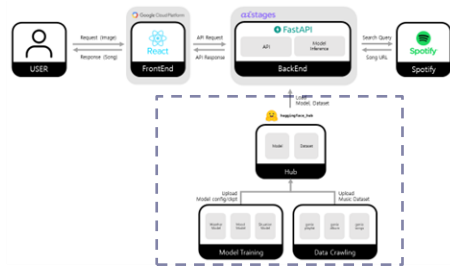 Google Cloud Platform
aistages
Request (Image)
Response (Song)
React
API Request
API Response
FastAPI
API
Model
Inference
Search Query
Song URL
Spotify
USER
FrontEnd
BackEnd
Spotify
Load
Model, Dataset
huggingface_hub
Model
Dataset
Hub
Upload
Model config/ckpt
Upload
Music Dataset
Model Training
Data Crawling